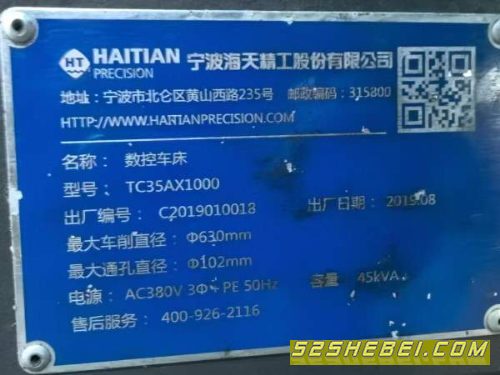 HT HAITIAN PRECISION 宁波海天精工股份有限公司
地址: 宁波市北仑区黄山西路235号 邮政编码: 315800
HTTP://WWW.HAITIANPRECISION.COM
名称: 数控车床
型号: TC35AX1000
出厂编号: C2019010018 出厂日期: 2019.08
最大车削直径: Φ630mm
最大通孔直径: Φ102mm
电源: AC380V 3Φ+PE 50Hz 容量: 45kVA
售后服务: 400-926-2116
52SHEBEI.COM